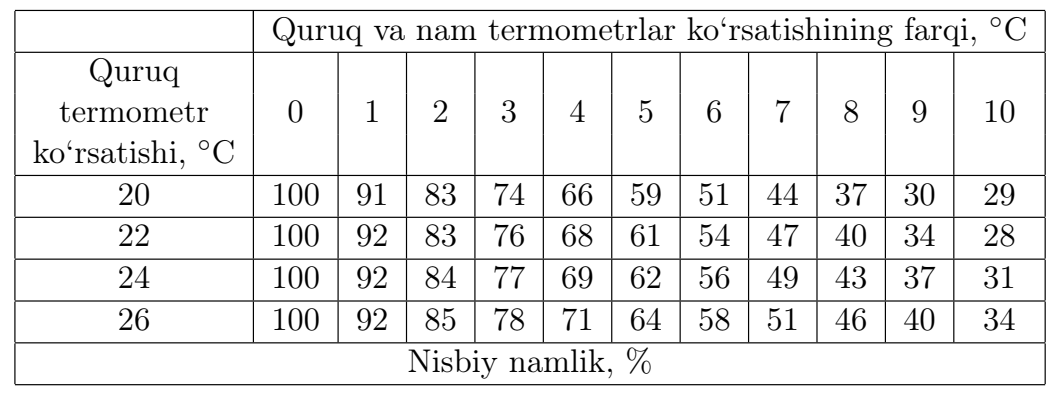 Quruq va nam termometrlar ko‘rsatishining farqi, °C
Quruq
termometr
ko‘rsatishi, °C
0 1 2 3 4 5 6 7 8 9 10
20 100 91 83 74 66 59 51 44 37 30 29
22 100 92 83 76 68 61 54 47 40 34 28
24 100 92 84 77 69 62 56 49 43 37 31
26 100 92 85 78 71 64 58 51 46 40 34
Nisbiy namlik, %